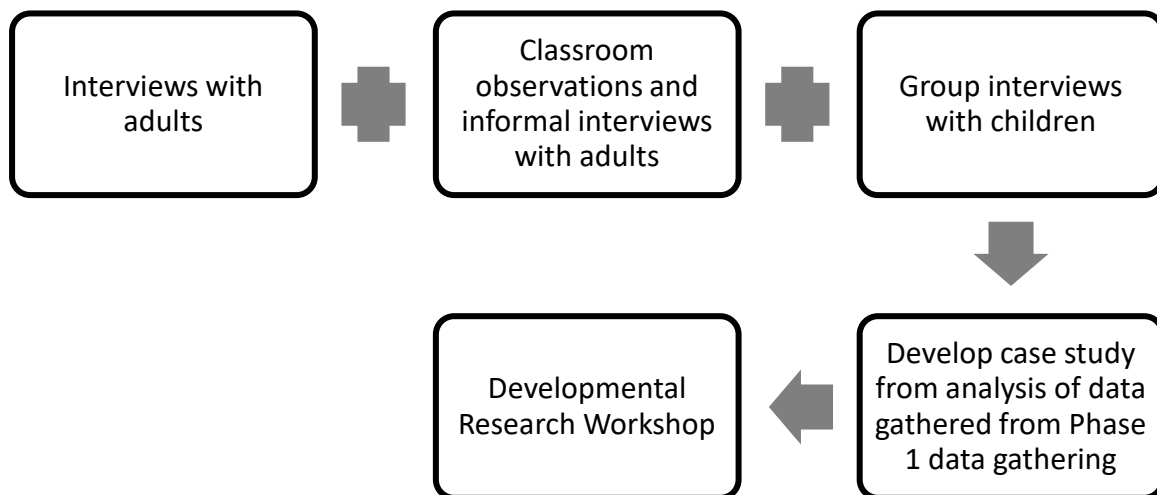 Interviews with
adults
Classroom
observations and
informal interviews
with adults
Group interviews
with children
Develop case study
from analysis of data
gathered from Phase
1 data gathering
Developmental
Research Workshop